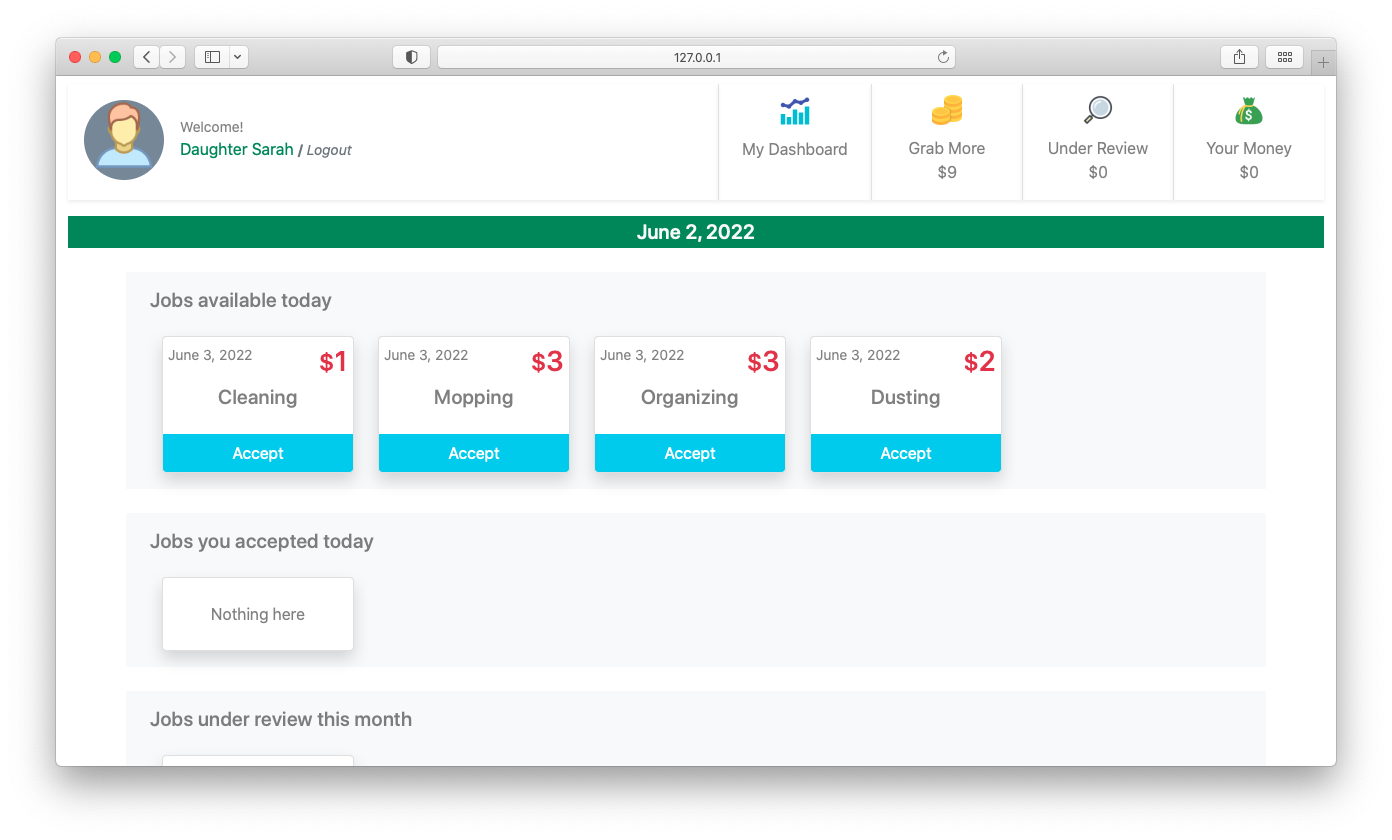 127.0.0.1
Welcome!
Daughter Sarah / Logout
My Dashboard
Grab More
$9
Under Review
$0
Your Money
$0
June 2, 2022
Jobs available today
June 3, 2022
$1
Cleaning
Accept
June 3, 2022
$3
Mopping
Accept
June 3, 2022
$3
Organizing
Accept
June 3, 2022
$2
Dusting
Accept
Jobs you accepted today
Nothing here
Jobs under review this month